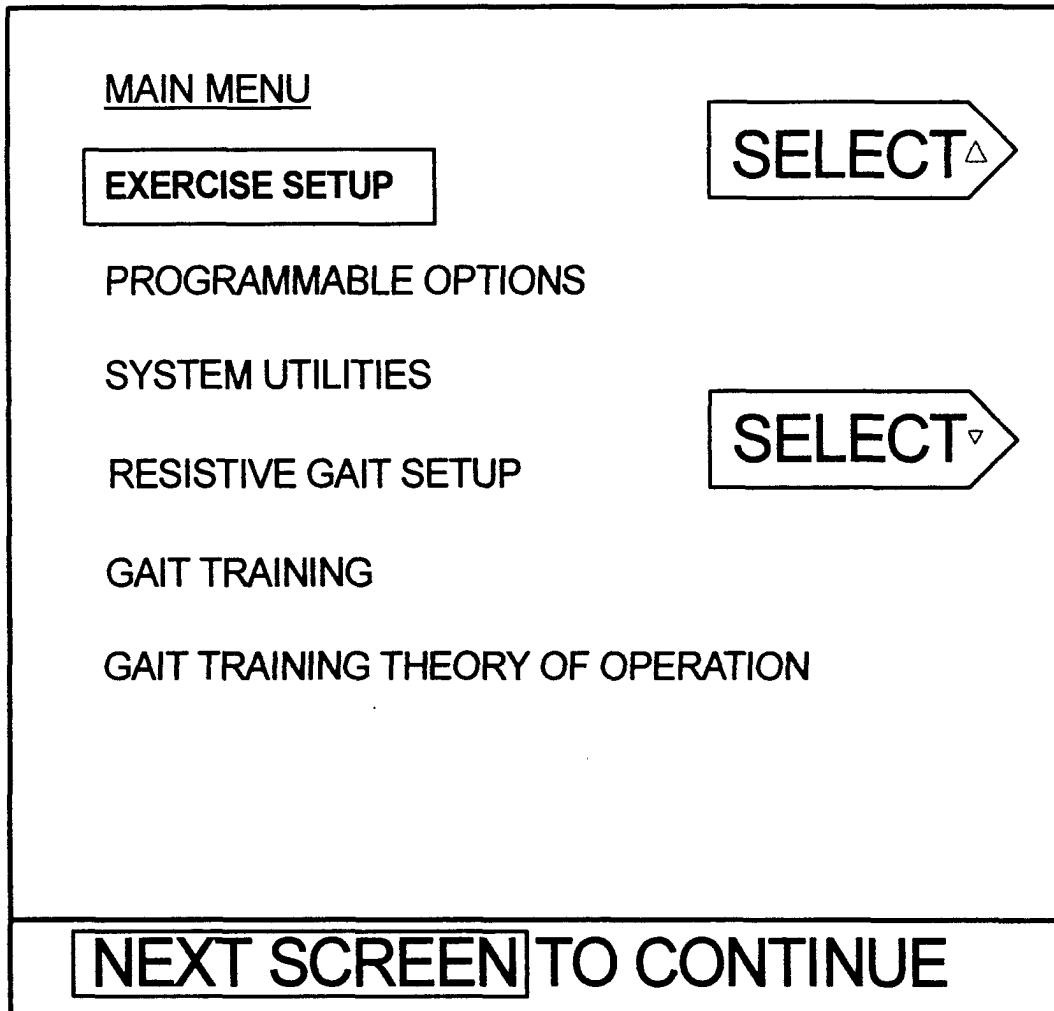 MAIN MENU
SELECT△
EXERCISE SETUP
PROGRAMMABLE OPTIONS
SYSTEM UTILITIES
SELECT▽
RESISTIVE GAIT SETUP
GAIT TRAINING
GAIT TRAINING THEORY OF OPERATION
NEXT SCREEN TO CONTINUE